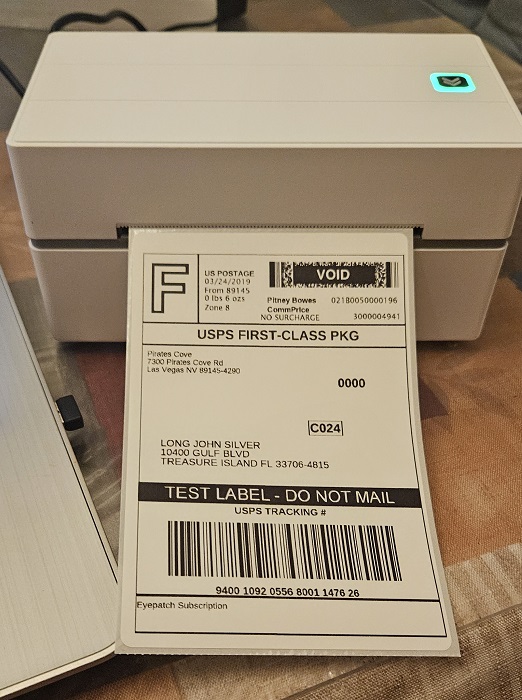 F
US POSTAGE
03/24/2019
From 89145
0 lbs 6 ozs
Zone 8
VOID
Pitney Bowes 021B0050000196
CommPrice
NO SURCHARGE 3000004941
USPS FIRST-CLASS PKG
Pirates Cove
7300 Pirates Cove Rd
Las Vegas NV 89145-4290
0000
C024
LONG JOHN SILVER
10400 GULF BLVD
TREASURE ISLAND FL 33706-4815
TEST LABEL - DO NOT MAIL
USPS TRACKING #
9400 1092 0556 8001 1476 26
Eyepatch Subscription